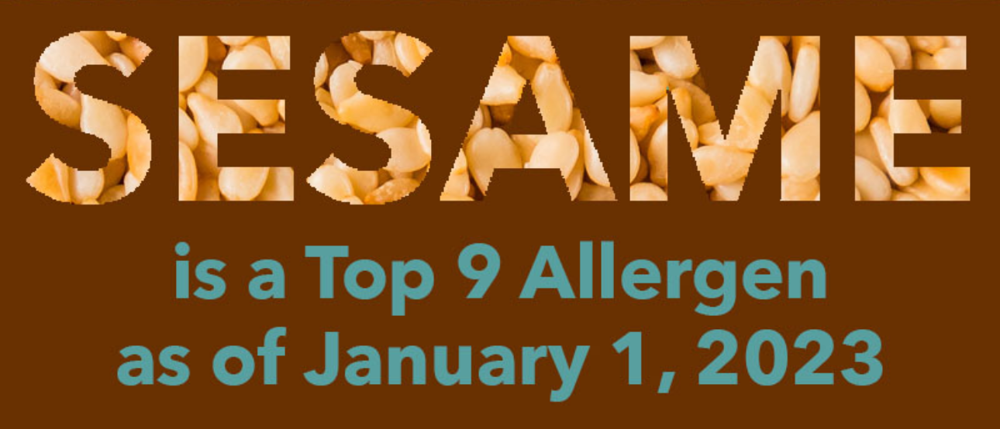 SESAME
is a Top 9 Allergen
as of January 1, 2023